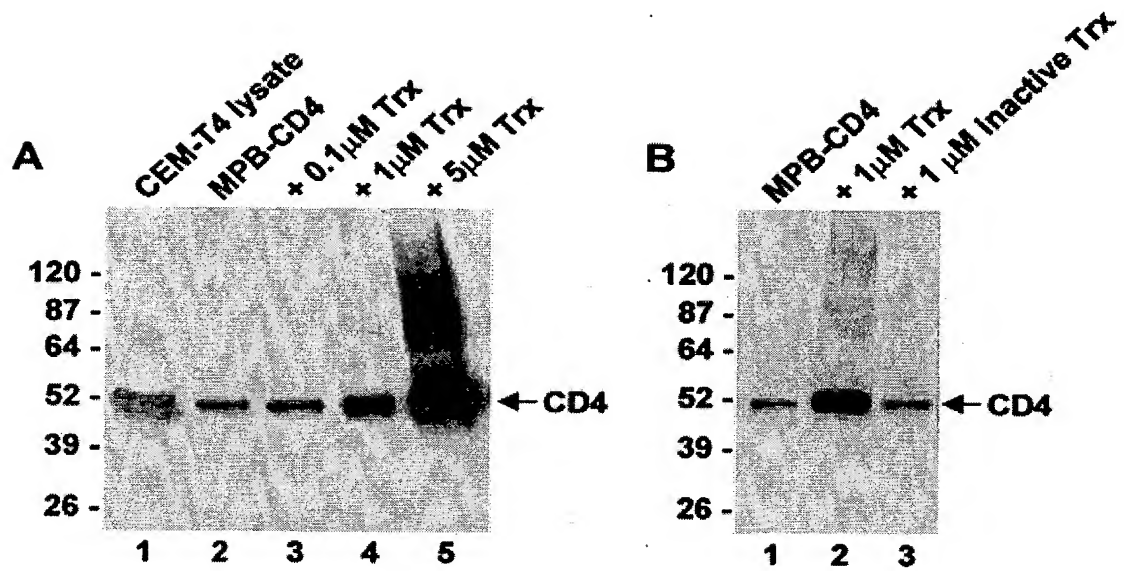 A
CEM-T4 lysate
MPB-CD4
+ 0.1µM Trx
+ 1µM Trx
+ 5µM Trx
120 -
87 -
64 -
52 -
39 -
26 -
CD4
1 2 3 4 5
B
MPB-CD4
+ 1µM Trx
+ 1 µM Inactive Trx
120 -
87 -
64 -
52 -
39 -
26 -
CD4
1 2 3